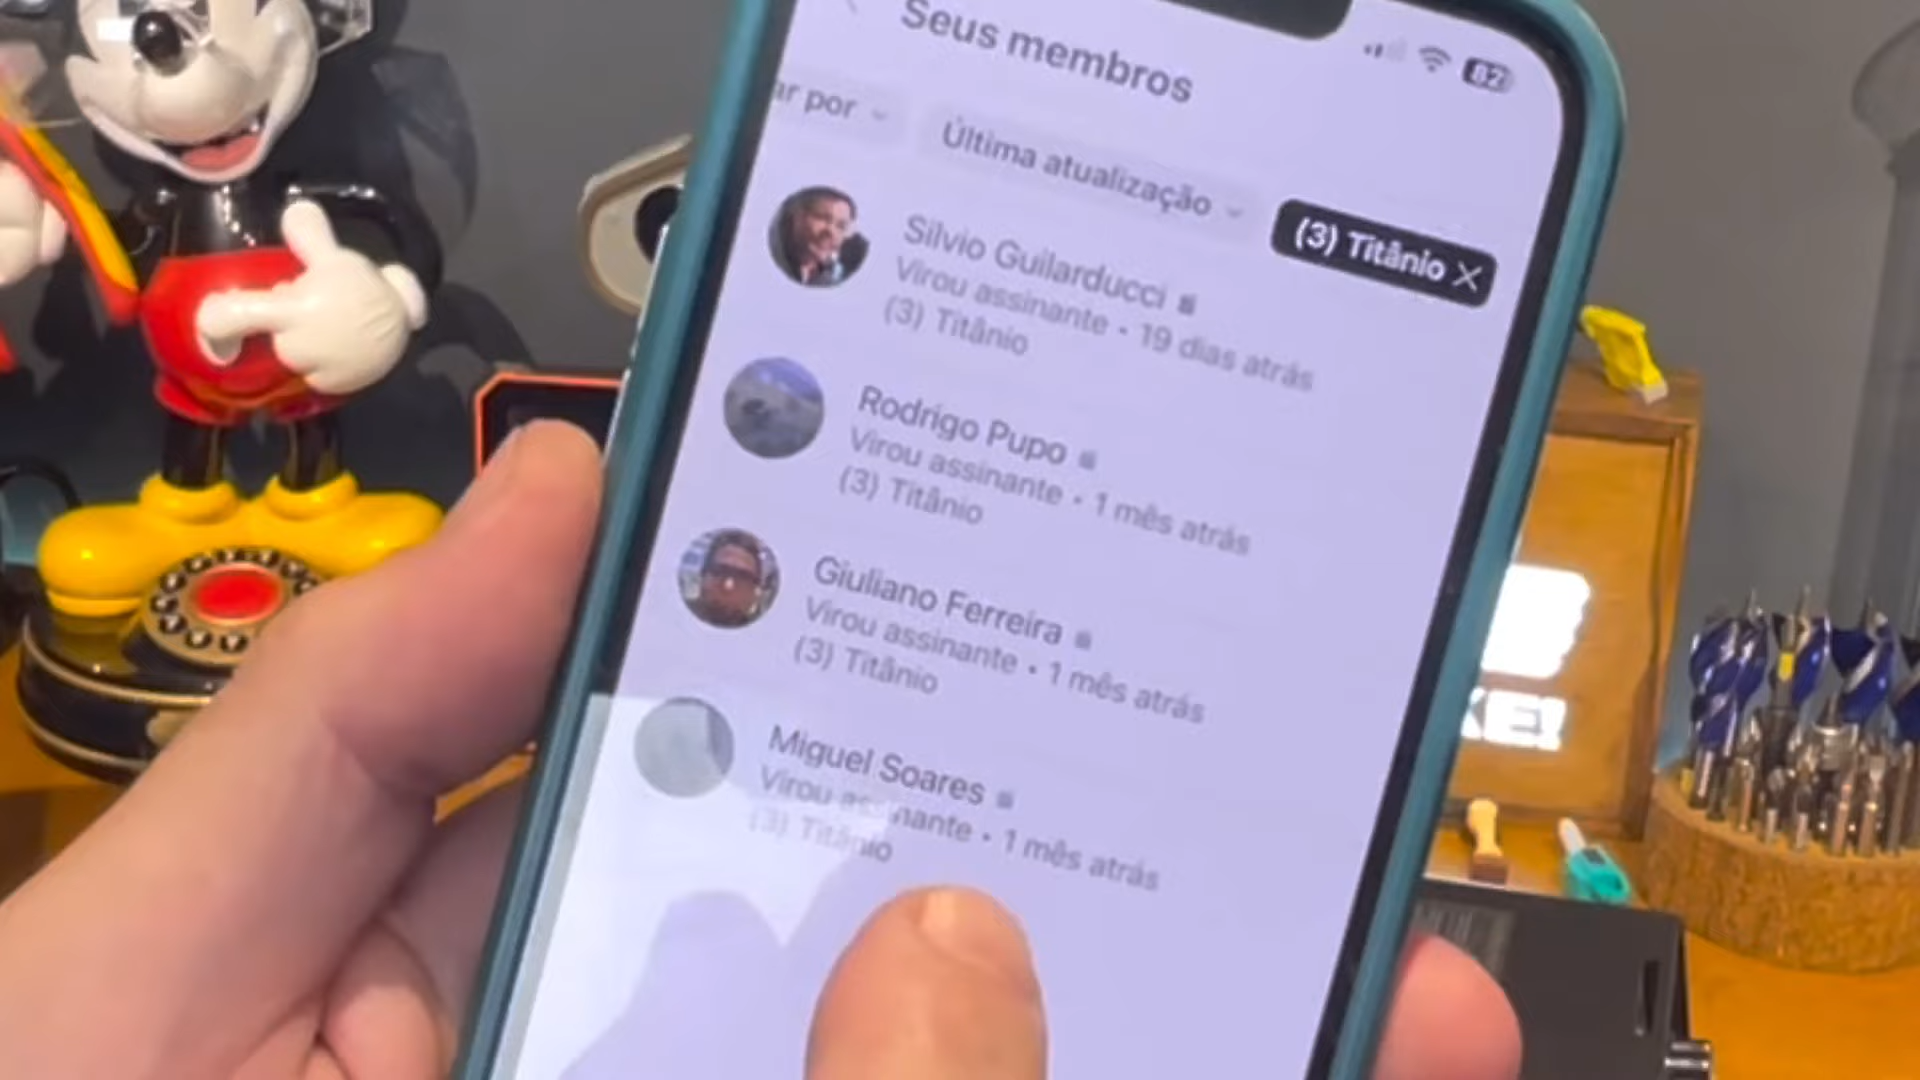 Seus membros
82
ar por
Última atualização
(3) Titânio
Silvio Guilarducci
Virou assinante • 19 dias atrás
(3) Titânio
Rodrigo Pupo
Virou assinante • 1 mês atrás
(3) Titânio
Giuliano Ferreira
Virou assinante • 1 mês atrás
(3) Titânio
Miguel Soares
Virou assinante • 1 mês atrás
(3) Titânio